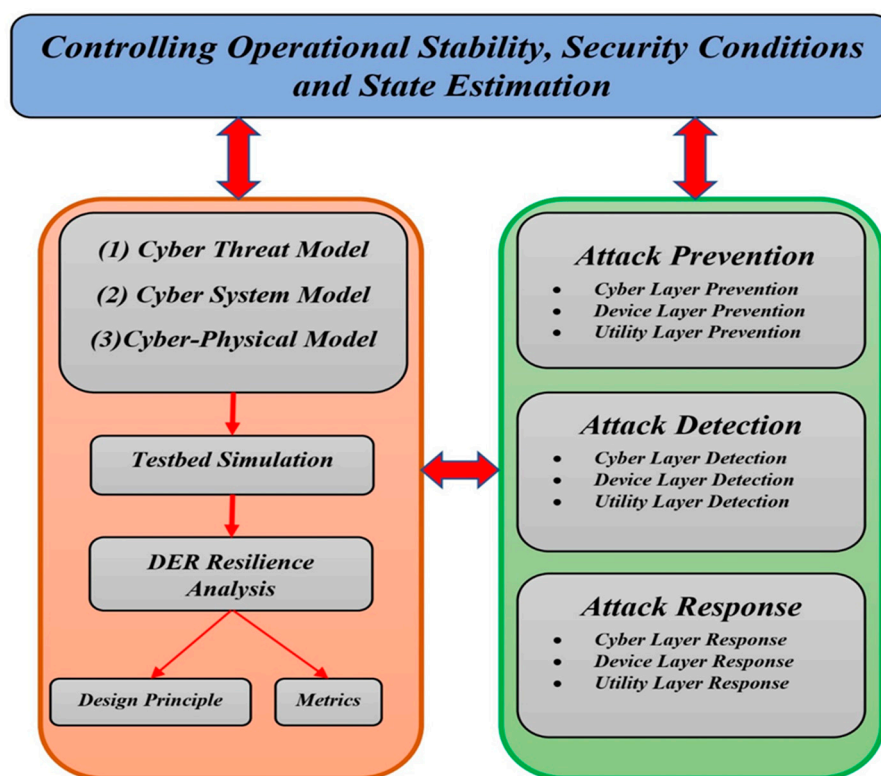 Controlling Operational Stability, Security Conditions
and State Estimation
(1) Cyber Threat Model
(2) Cyber System Model
(3)Cyber-Physical Model
Testbed Simulation
DER Resilience
Analysis
Design Principle
Metrics
Attack Prevention
• Cyber Layer Prevention
• Device Layer Prevention
• Utility Layer Prevention
Attack Detection
• Cyber Layer Detection
• Device Layer Detection
• Utility Layer Detection
Attack Response
• Cyber Layer Response
• Device Layer Response
• Utility Layer Response